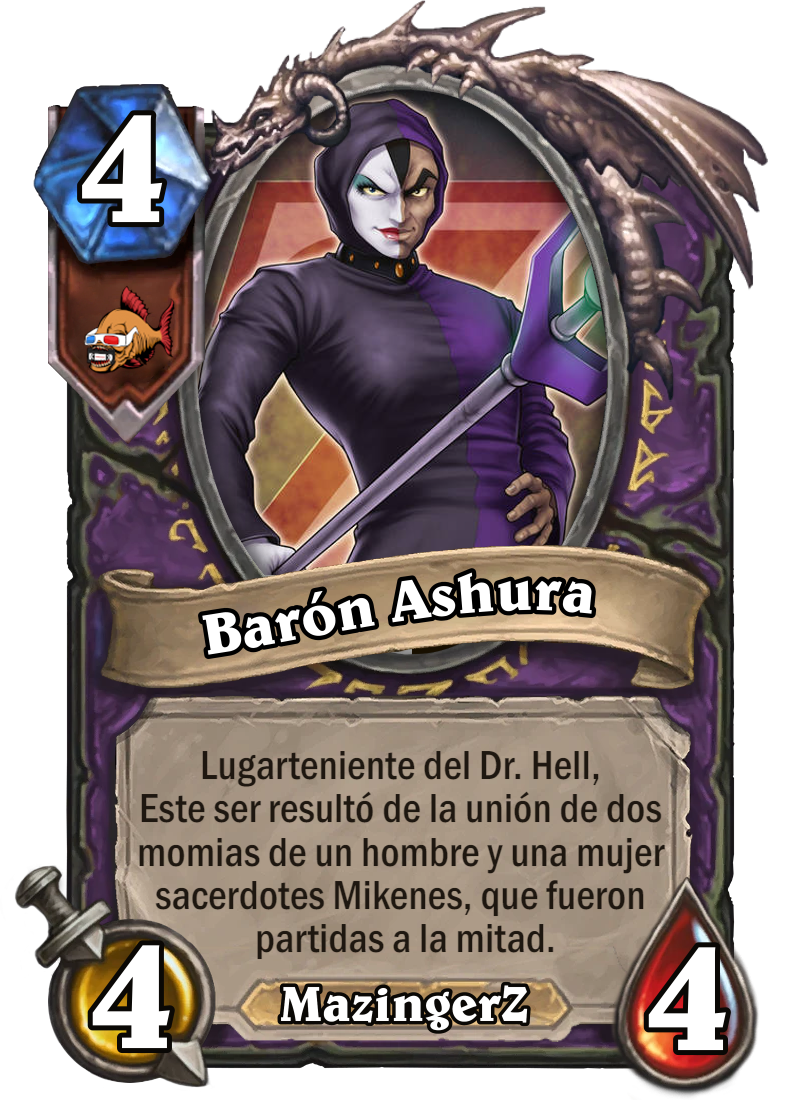 4
Barón Ashura
Lugarteniente del Dr. Hell,
Este ser resultó de la unión de dos
momias de un hombre y una mujer
sacerdotes Mikenes, que fueron
partidas a la mitad.
4
MazingerZ
4